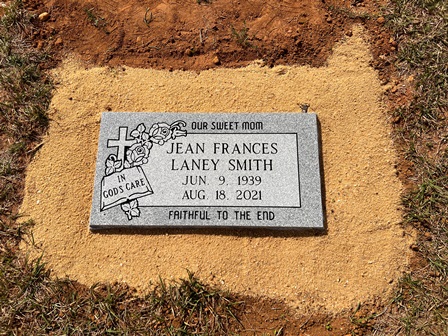 OUR SWEET MOM
JEAN FRANCES
LANEY SMITH
JUN. 9, 1939
AUG. 18, 2021
IN
GOD'S CARE
FAITHFUL TO THE END